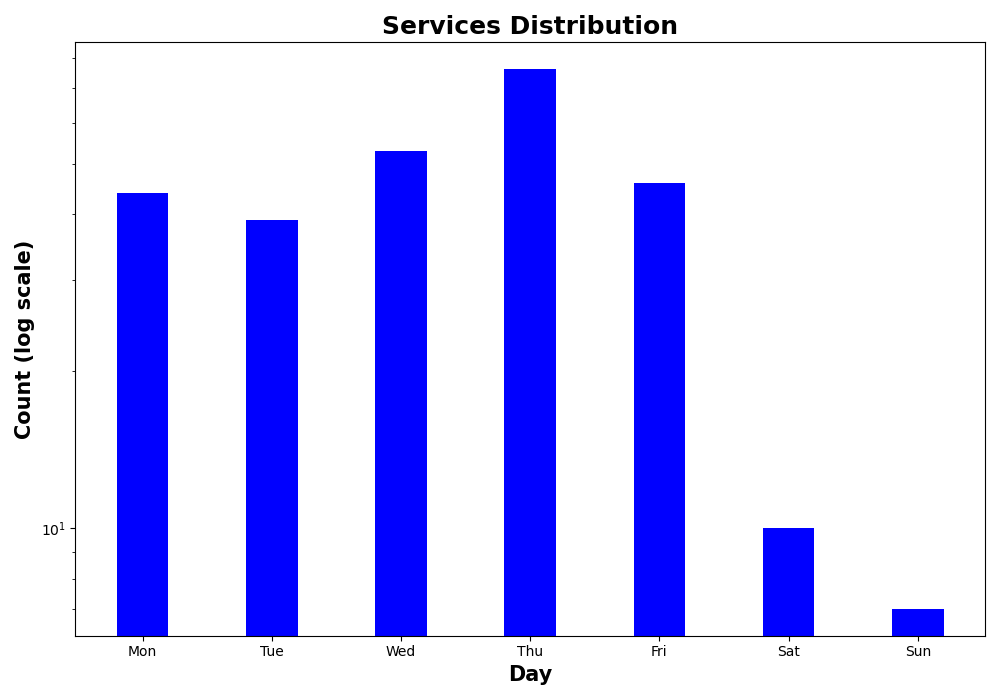 Services Distribution
Count (log scale)
10¹
Mon Tue Wed Thu Fri Sat Sun
Day